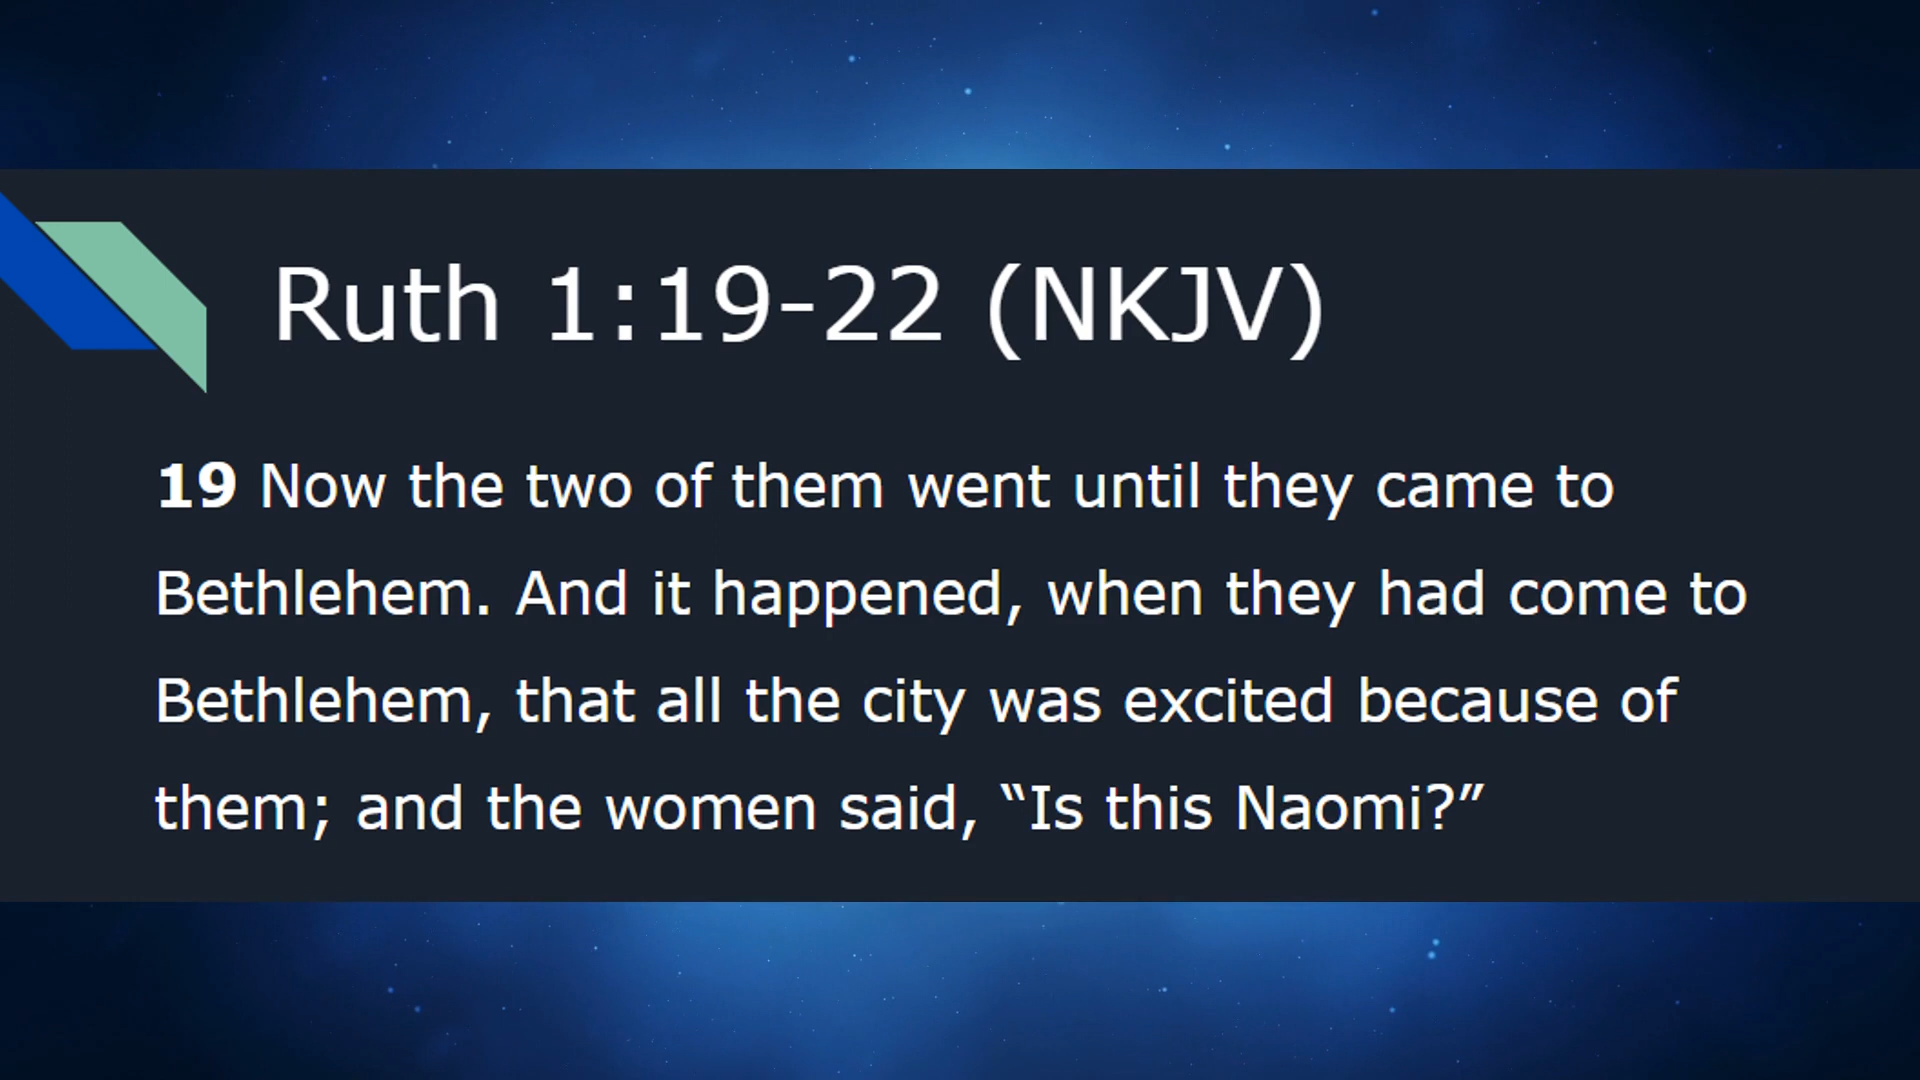 Ruth 1:19-22 (NKJV)
19 Now the two of them went until they came to
Bethlehem. And it happened, when they had come to
Bethlehem, that all the city was excited because of
them; and the women said, “Is this Naomi?”